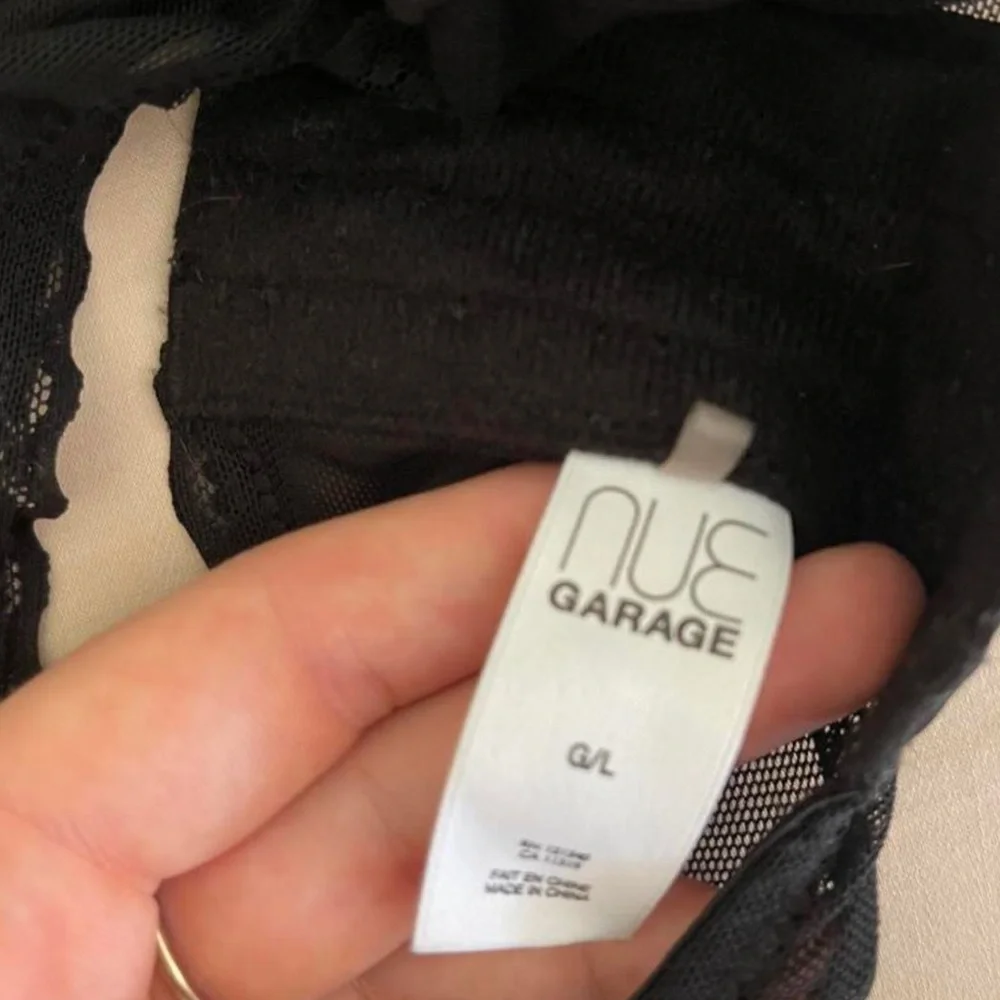 NUE
GARAGE
G/L
FAIT EN CHINE
MADE IN CHINA